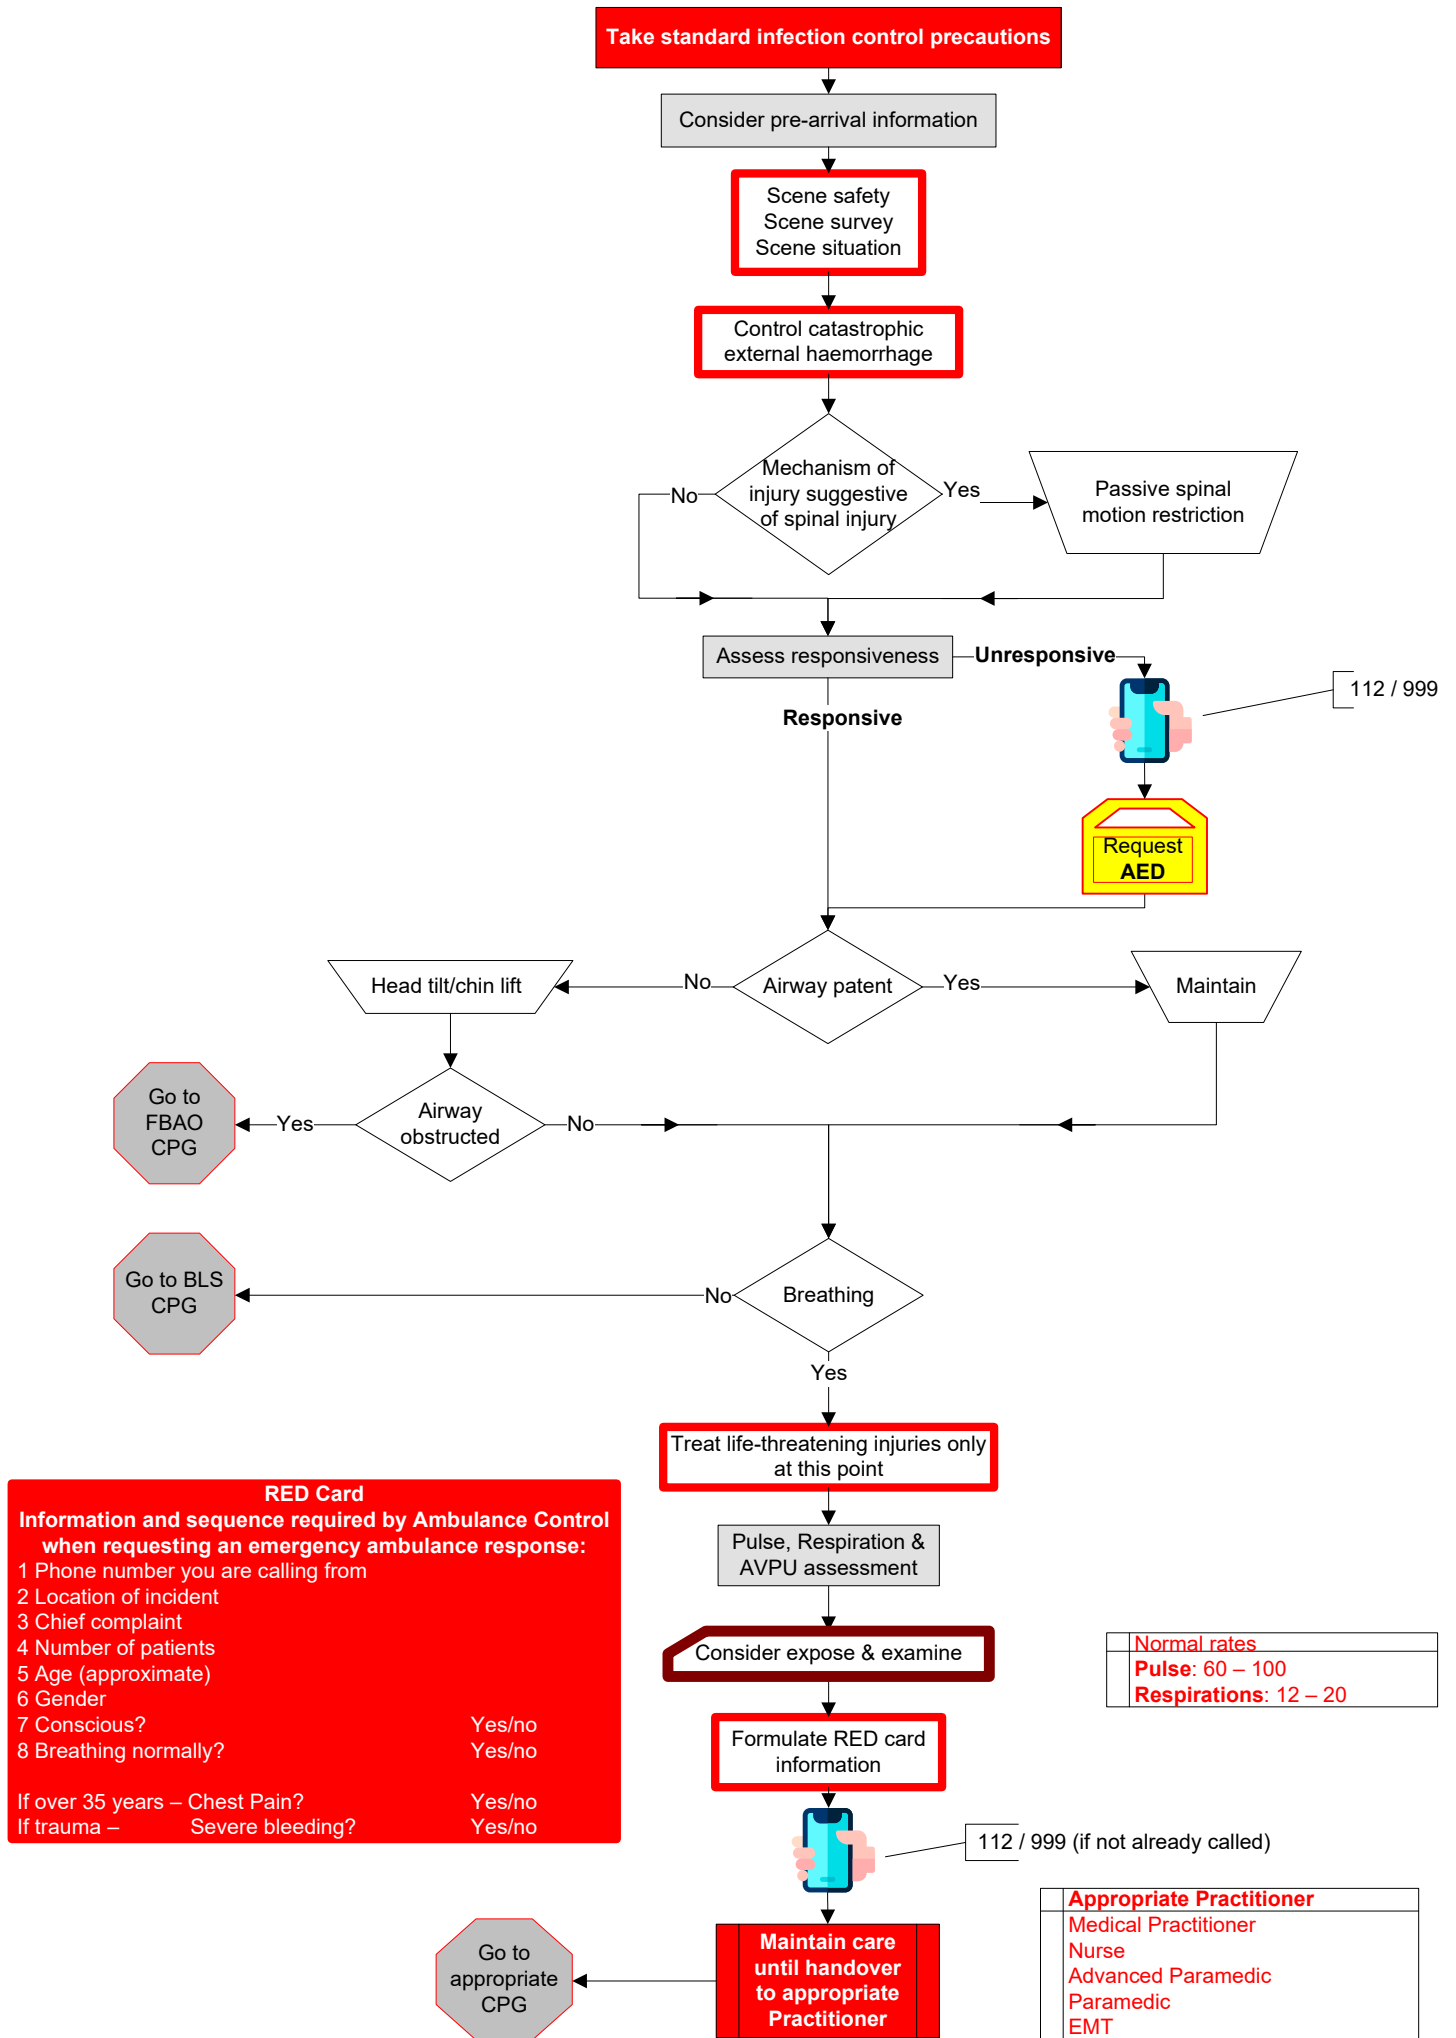 Take standard infection control precautions
Consider pre-arrival information
Scene safety
Scene survey
Scene situation
Control catastrophic
external haemorrhage
Mechanism of
injury suggestive
of spinal injury
No
Yes
Passive spinal
motion restriction
Assess responsiveness
Unresponsive
112 / 999
Responsive
Request
AED
Head tilt/chin lift
No
Airway patent
Yes
Maintain
Go to
FBAO
CPG
Yes
Airway
obstructed
No
Go to BLS
CPG
No
Breathing
Yes
Treat life-threatening injuries only
at this point
RED Card
Information and sequence required by Ambulance Control
when requesting an emergency ambulance response:
1 Phone number you are calling from
2 Location of incident
3 Chief complaint
4 Number of patients
5 Age (approximate)
6 Gender
7 Conscious? Yes/no
8 Breathing normally? Yes/no
If over 35 years – Chest Pain? Yes/no
If trauma – Severe bleeding? Yes/no
Pulse, Respiration &
AVPU assessment
Consider expose & examine
Normal rates
Pulse: 60 – 100
Respirations: 12 – 20
Formulate RED card
information
112 / 999 (if not already called)
Go to
appropriate
CPG
Maintain care
until handover
to appropriate
Practitioner
Appropriate Practitioner
Medical Practitioner
Nurse
Advanced Paramedic
Paramedic
EMT